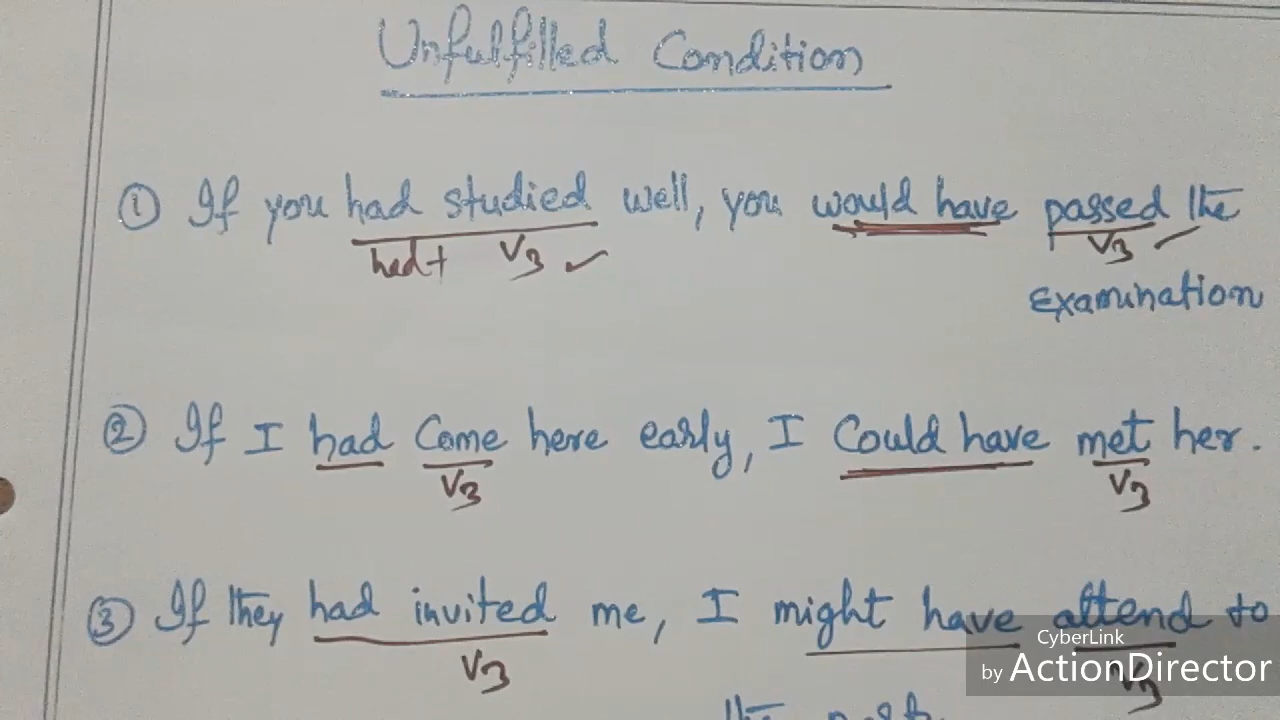 Unfulfilled Condition
① If you had studied well, you would have passed the
had+ V3 ✓ V3 ✓
Examination
② If I had Come here early, I Could have met her.
V3 V3
③ If they had invited me, I might have attend to
V3 V3
CyberLink
by ActionDirector
the